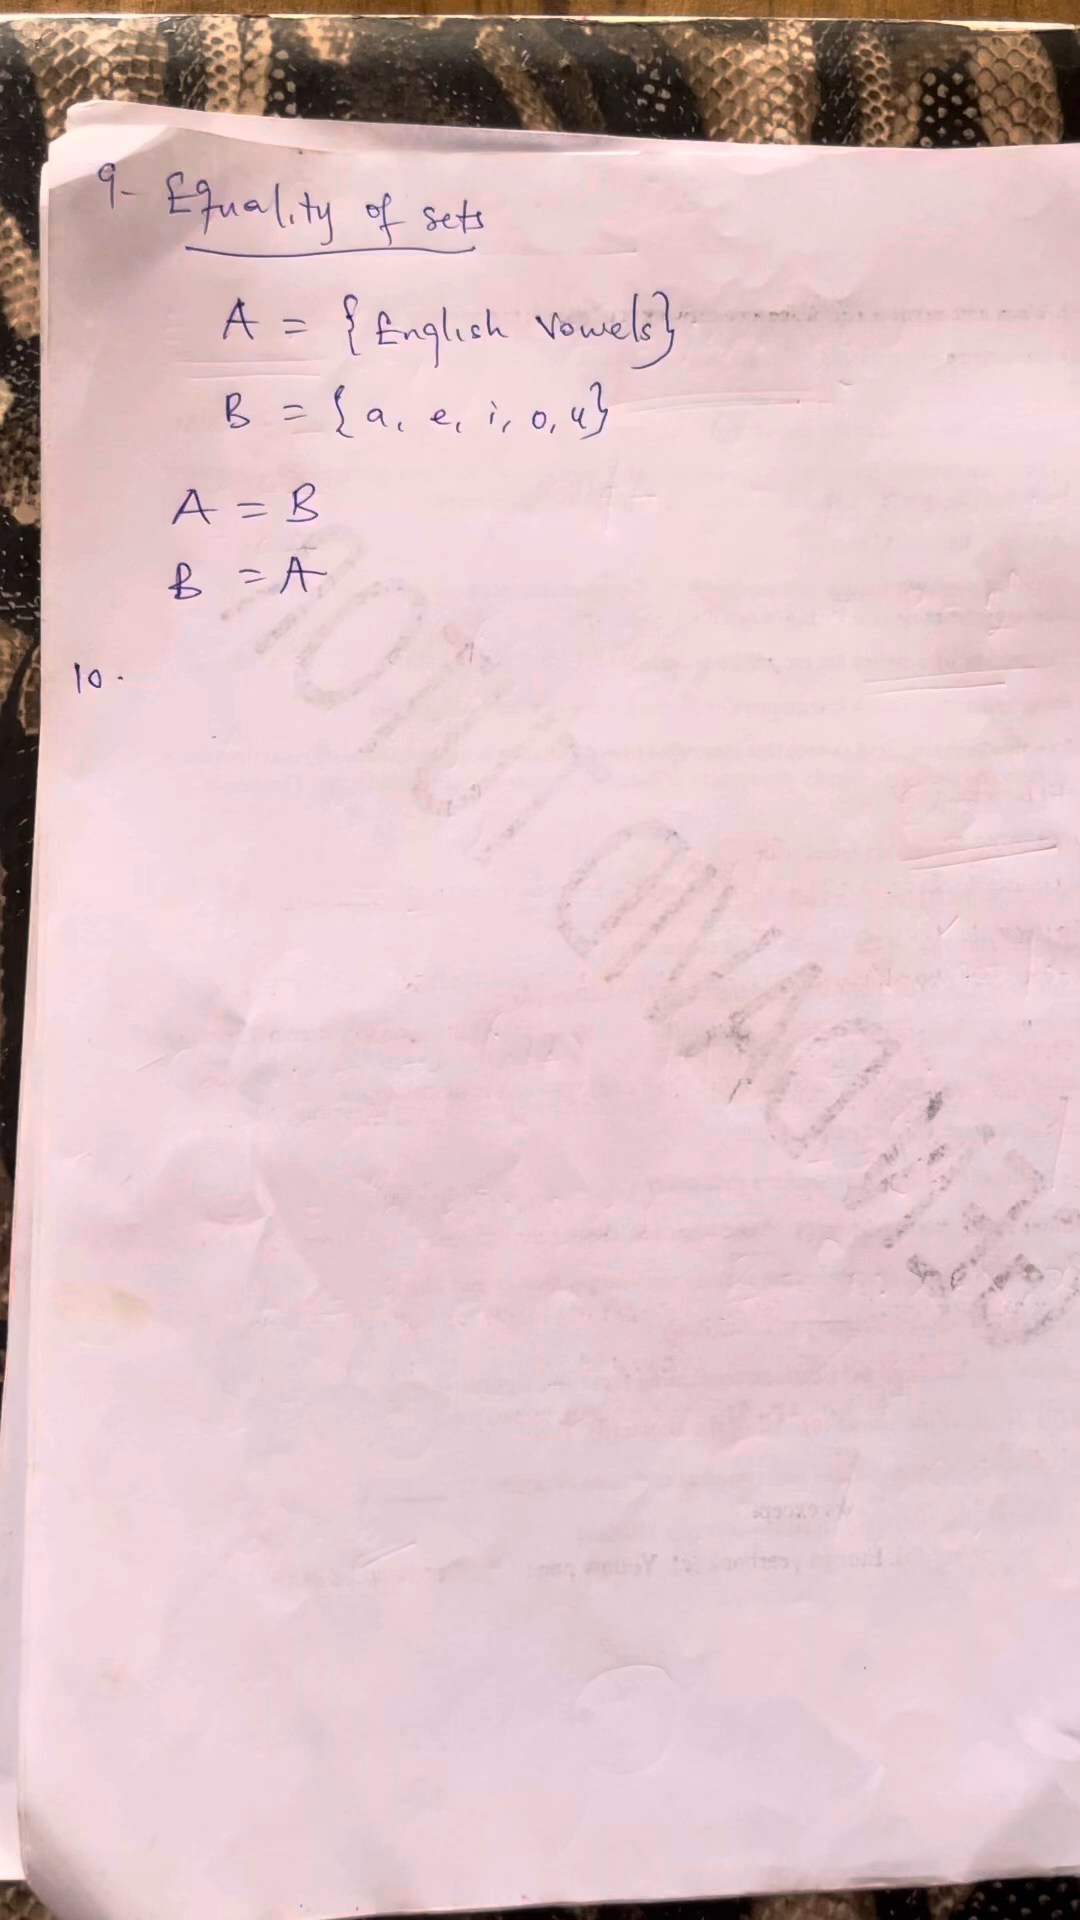 9- Equality of sets
A = {English vowels}
B = {a, e, i, o, u}
A = B
B = A
10.